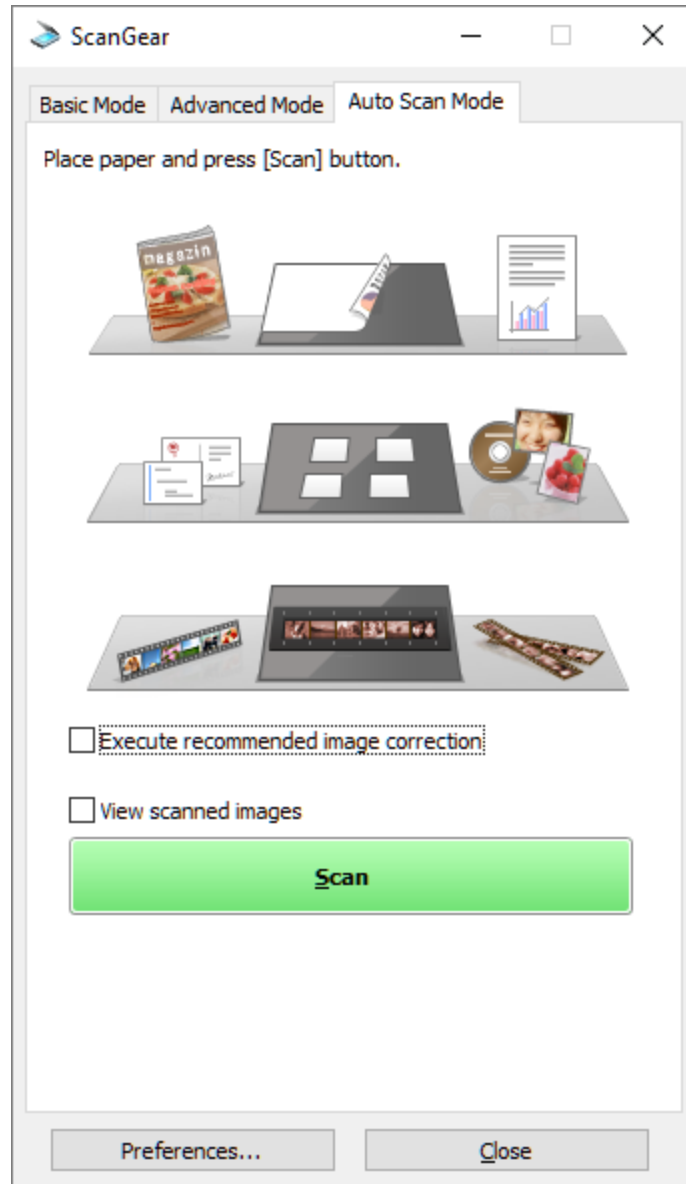 ScanGear
Basic Mode Advanced Mode Auto Scan Mode
Place paper and press [Scan] button.
magazin
Execute recommended image correction
View scanned images
Scan
Preferences... Close